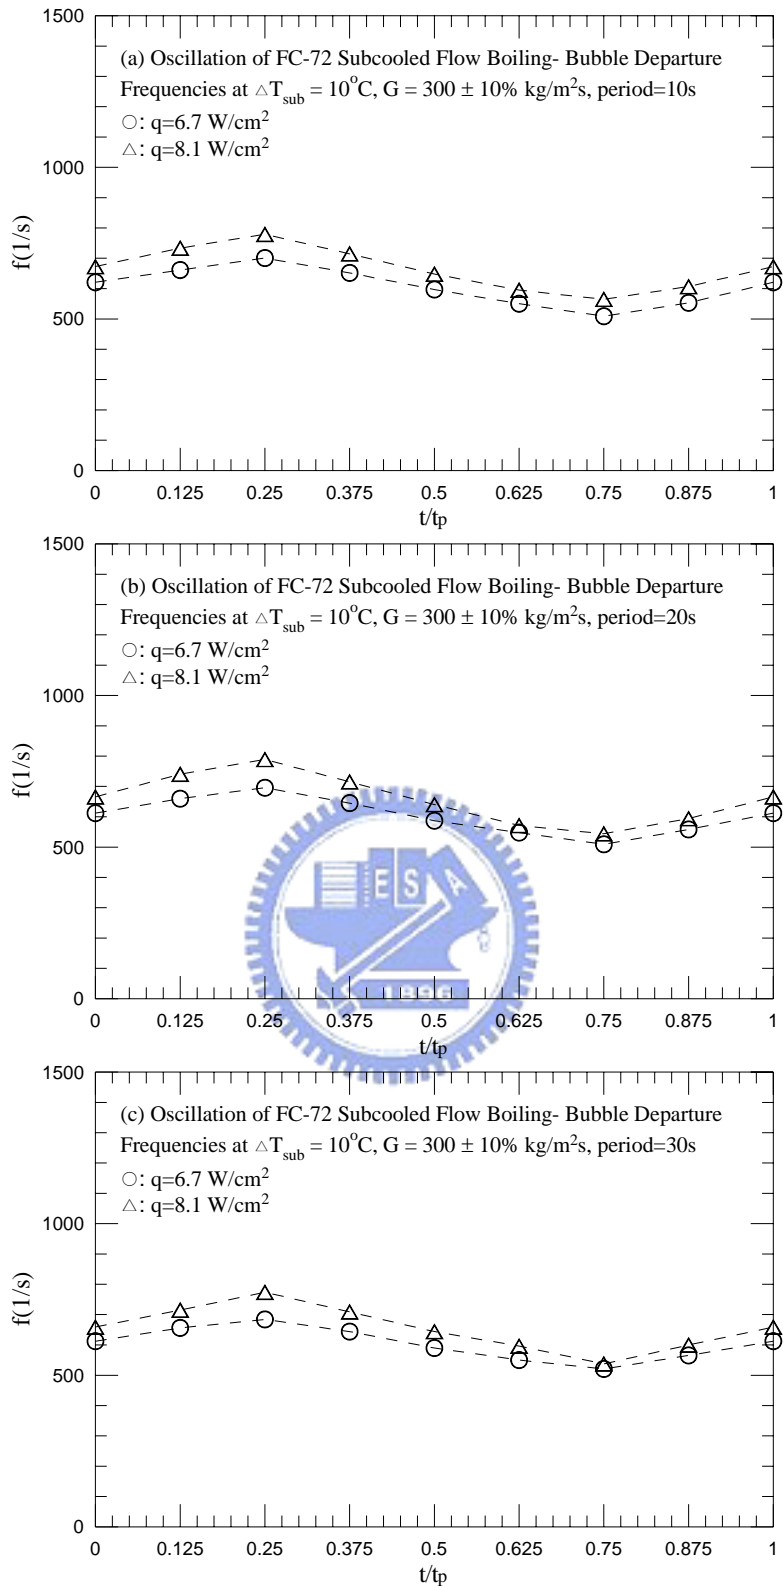 1500
(a) Oscillation of FC-72 Subcooled Flow Boiling- Bubble Departure
Frequencies at △T_sub = 10°C, G = 300 ± 10% kg/m²s, period=10s
○: q=6.7 W/cm²
△: q=8.1 W/cm²
1000
f(1/s)
500
0
0 0.125 0.25 0.375 0.5 0.625 0.75 0.875 1
t/tp
1500
(b) Oscillation of FC-72 Subcooled Flow Boiling- Bubble Departure
Frequencies at △T_sub = 10°C, G = 300 ± 10% kg/m²s, period=20s
○: q=6.7 W/cm²
△: q=8.1 W/cm²
1000
f(1/s)
500
E S A
1896
0
0 0.125 0.25 0.375 0.5 0.625 0.75 0.875 1
t/tp
1500
(c) Oscillation of FC-72 Subcooled Flow Boiling- Bubble Departure
Frequencies at △T_sub = 10°C, G = 300 ± 10% kg/m²s, period=30s
○: q=6.7 W/cm²
△: q=8.1 W/cm²
1000
f(1/s)
500
0
0 0.125 0.25 0.375 0.5 0.625 0.75 0.875 1
t/tp